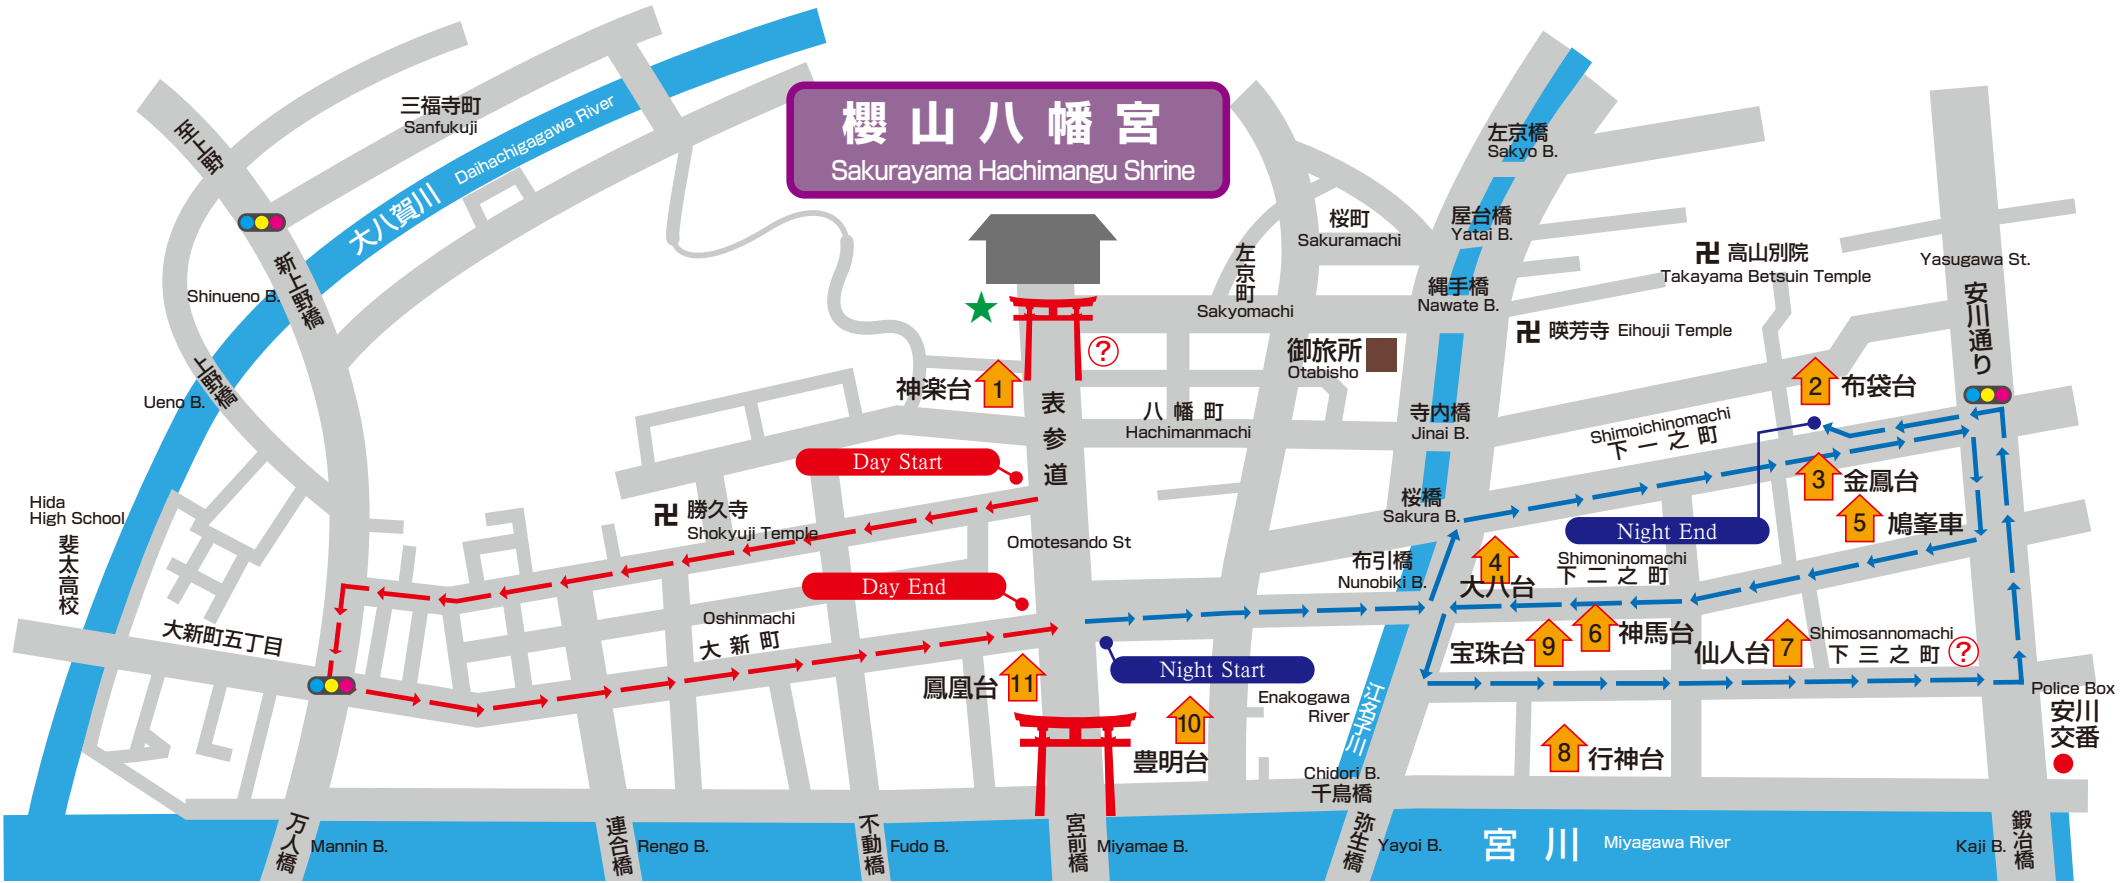 櫻山八幡宮
Sakurayama Hachimangu Shrine
至上野
三福寺町
Sanfukuji
大八賀川
Daihachigagawa River
新上野橋
Shinueno B.
上野橋
Ueno B.
Hida
High School
斐太高校
大新町五丁目
卍 勝久寺
Shokyuji Temple
Oshinmachi
大新町
神楽台
1
?
表参道
Omotesando St
Day Start
Day End
Night Start
Night End
鳳凰台
11
10
豊明台
八幡町
Hachimanmachi
左京町
Sakyomachi
桜町
Sakuramachi
御旅所
Otabisho
左京橋
Sakyo B.
屋台橋
Yatai B.
縄手橋
Nawate B.
寺内橋
Jinai B.
桜橋
Sakura B.
布引橋
Nunobiki B.
Enakogawa
River
江名子川
Chidori B.
千鳥橋
卍 高山別院
Takayama Betsuin Temple
卍 暎芳寺 Eihouji Temple
Yasugawa St.
安川通り
2
布袋台
Shimoichinomachi
下一之町
3
金鳳台
5
鳩峯車
4
大八台
Shimoninomachi
下二之町
宝珠台
9
6
神馬台
仙人台
7
Shimosannomachi
下三之町
?
8
行神台
Police Box
安川
交番
万人橋
Mannin B.
連合橋
Rengo B.
不動橋
Fudo B.
宮前橋
Miyamae B.
弥生橋
Yayoi B.
宮川
Miyagawa River
Kaji B.
鍛冶橋